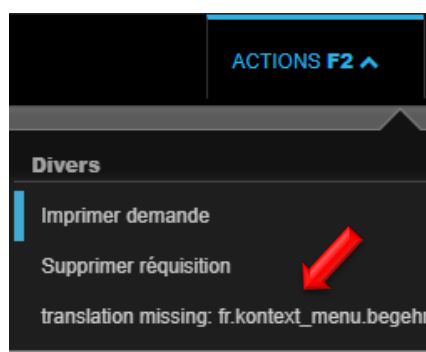 ACTIONS F2
Divers
Imprimer demande
Supprimer réquisition
translation missing: fr.kontext_menu.begehr